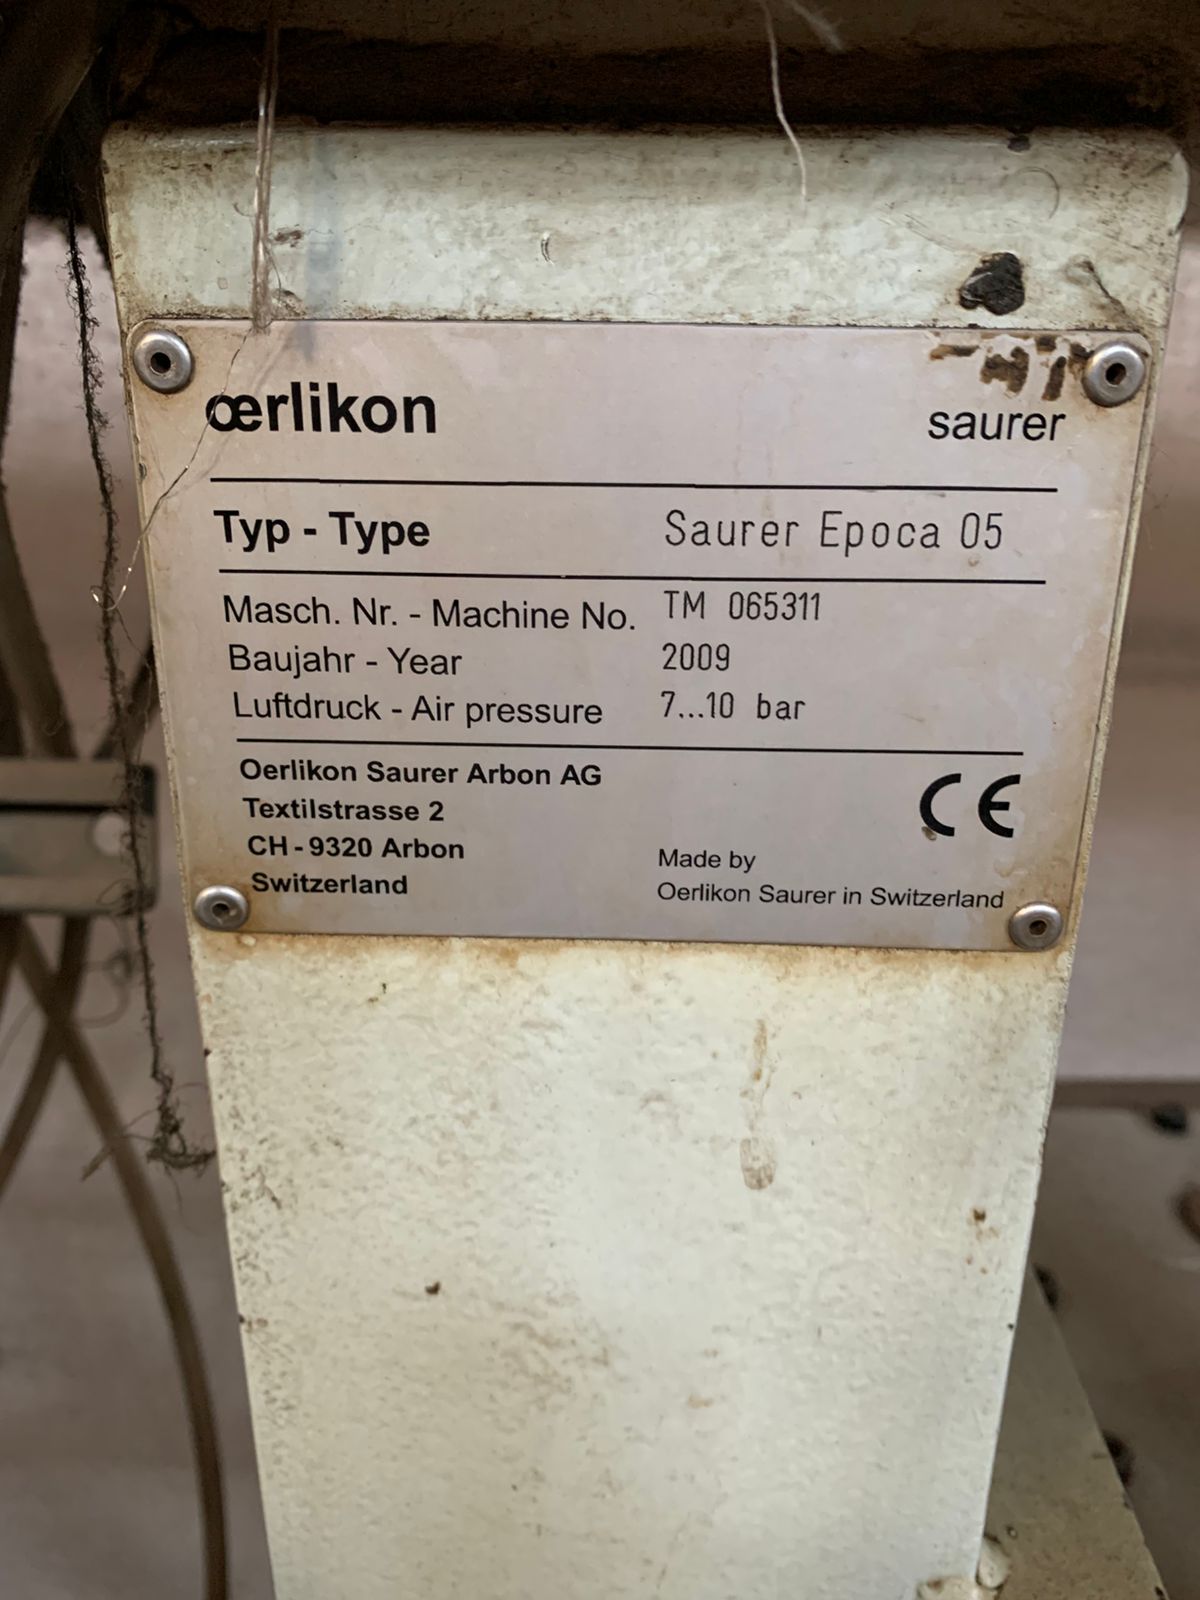 œrlikon
saurer
Typ - Type Saurer Epoca 05
Masch. Nr. - Machine No. TM 065311
Baujahr - Year 2009
Luftdruck - Air pressure 7...10 bar
Oerlikon Saurer Arbon AG
Textilstrasse 2
CH - 9320 Arbon
Switzerland
CE
Made by
Oerlikon Saurer in Switzerland